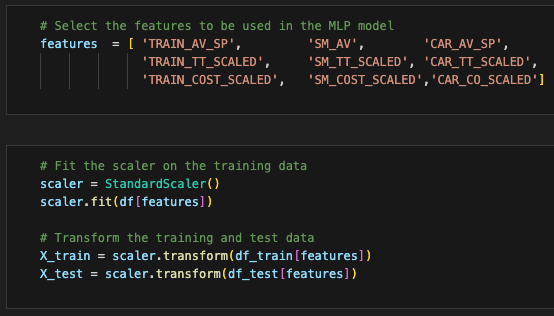 # Select the features to be used in the MLP model
features  = [ 'TRAIN_AV_SP',         'SM_AV',         'CAR_AV_SP',
'TRAIN_TT_SCALED',     'SM_TT_SCALED', 'CAR_TT_SCALED',
'TRAIN_COST_SCALED',   'SM_COST_SCALED','CAR_CO_SCALED']
# Fit the scaler on the training data
scaler = StandardScaler()
scaler.fit(df[features])
# Transform the training and test data
X_train = scaler.transform(df_train[features])
X_test = scaler.transform(df_test[features])